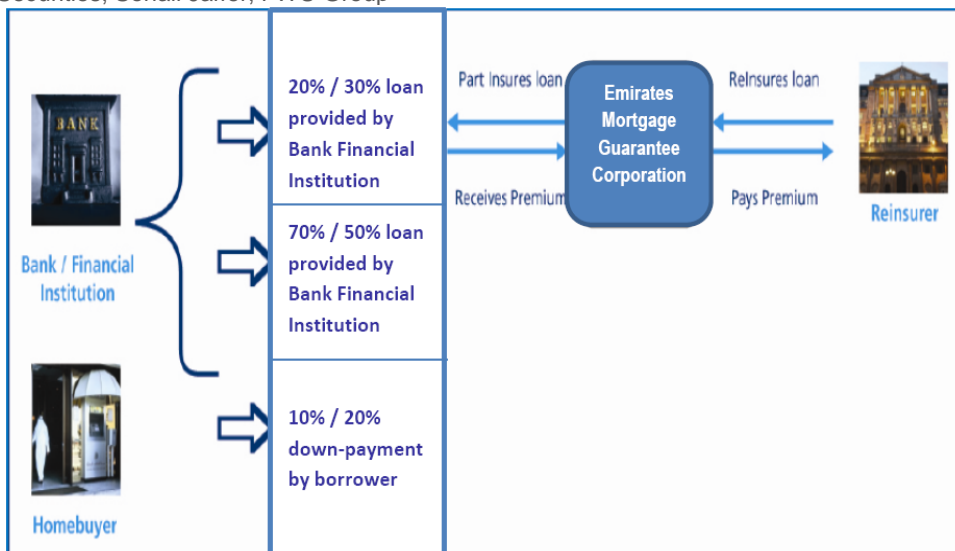 BANK
Bank / Financial
Institution
Homebuyer
20% / 30% loan
provided by
Bank Financial
Institution
70% / 50% loan
provided by
Bank Financial
Institution
10% / 20%
down-payment
by borrower
Part Insures loan
Receives Premium
Emirates
Mortgage
Guarantee
Corporation
ReInsures loan
Pays Premium
Reinsurer